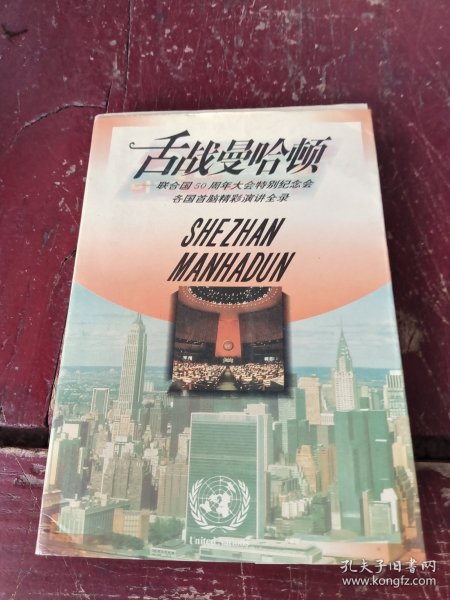 舌战曼哈顿
联合国50周年大会特别纪念会
各国首脑精彩演讲全录
SHEZHAN
MANHADUN
United Nations
孔夫子旧书网
www.kongfz.com